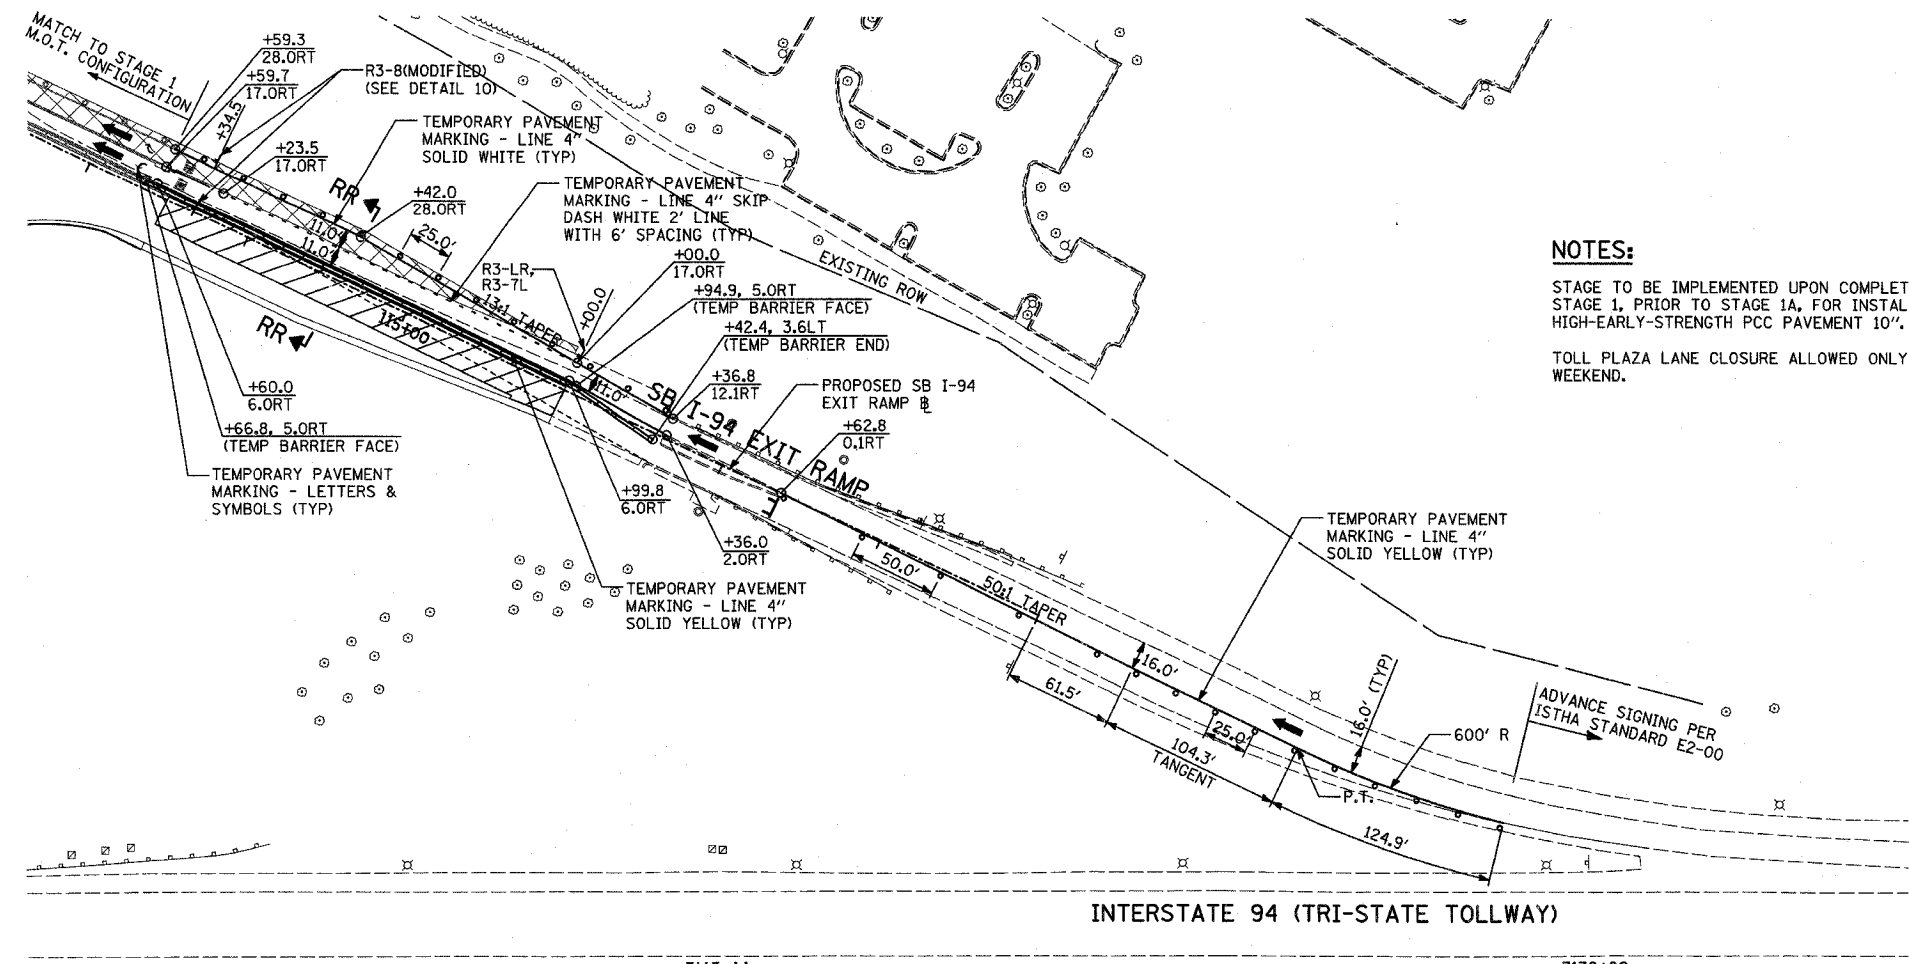 MATCH TO STAGE 1
M.O.T. CONFIGURATION
+59.3
28.0RT
+59.7
17.0RT
+34.5
R3-8(MODIFIED)
(SEE DETAIL 10)
+23.5
17.0RT
TEMPORARY PAVEMENT
MARKING - LINE 4"
SOLID WHITE (TYP)
RR
+42.0
28.0RT
11.0'
11.0'
25.0'
TEMPORARY PAVEMENT
MARKING - LINE 4" SKIP
DASH WHITE 2' LINE
WITH 6' SPACING (TYP)
R3-LR,
R3-7L
13:1 TAPER
+00.0
+00.0
17.0RT
+94.9, 5.0RT
(TEMP BARRIER FACE)
+42.4, 3.6LT
(TEMP BARRIER END)
+36.8
12.1RT
EXISTING ROW
PROPOSED SB I-94
EXIT RAMP ℄
+62.8
0.1RT
115+00
RR
11.0'
SB I-94 EXIT RAMP
+60.0
6.0RT
+66.8, 5.0RT
(TEMP BARRIER FACE)
TEMPORARY PAVEMENT
MARKING - LETTERS &
SYMBOLS (TYP)
+99.8
6.0RT
+36.0
2.0RT
TEMPORARY PAVEMENT
MARKING - LINE 4"
SOLID YELLOW (TYP)
50.0'
50:1 TAPER
TEMPORARY PAVEMENT
MARKING - LINE 4"
SOLID YELLOW (TYP)
16.0'
61.5'
25.0'
104.3'
TANGENT
16.0' (TYP)
P.T.
600' R
124.9'
ADVANCE SIGNING PER
ISTHA STANDARD E2-00
NOTES:
STAGE TO BE IMPLEMENTED UPON COMPLET
STAGE 1, PRIOR TO STAGE 1A, FOR INSTAL
HIGH-EARLY-STRENGTH PCC PAVEMENT 10".
TOLL PLAZA LANE CLOSURE ALLOWED ONLY
WEEKEND.
INTERSTATE 94 (TRI-STATE TOLLWAY)